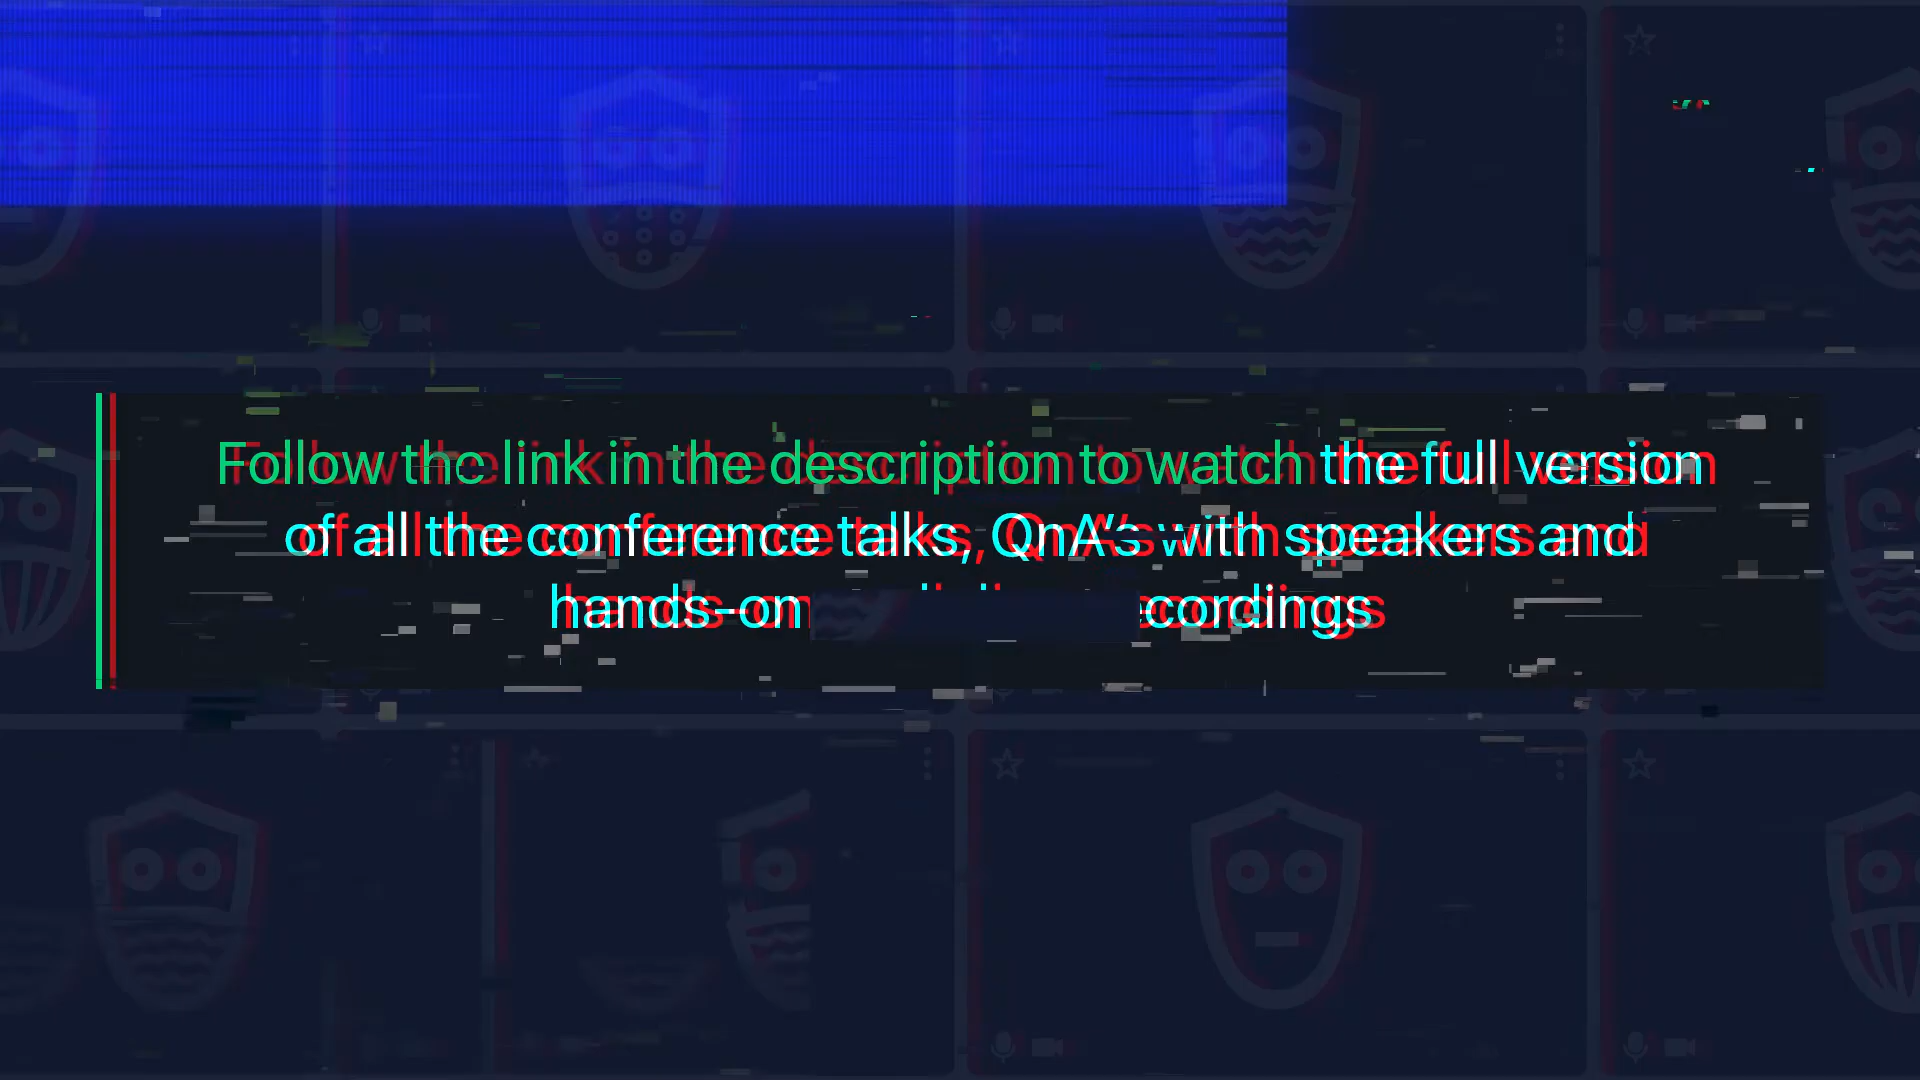 Follow the link in the description to watch the full version
of all the conference talks, QnA's with speakers and
hands-on ecordings